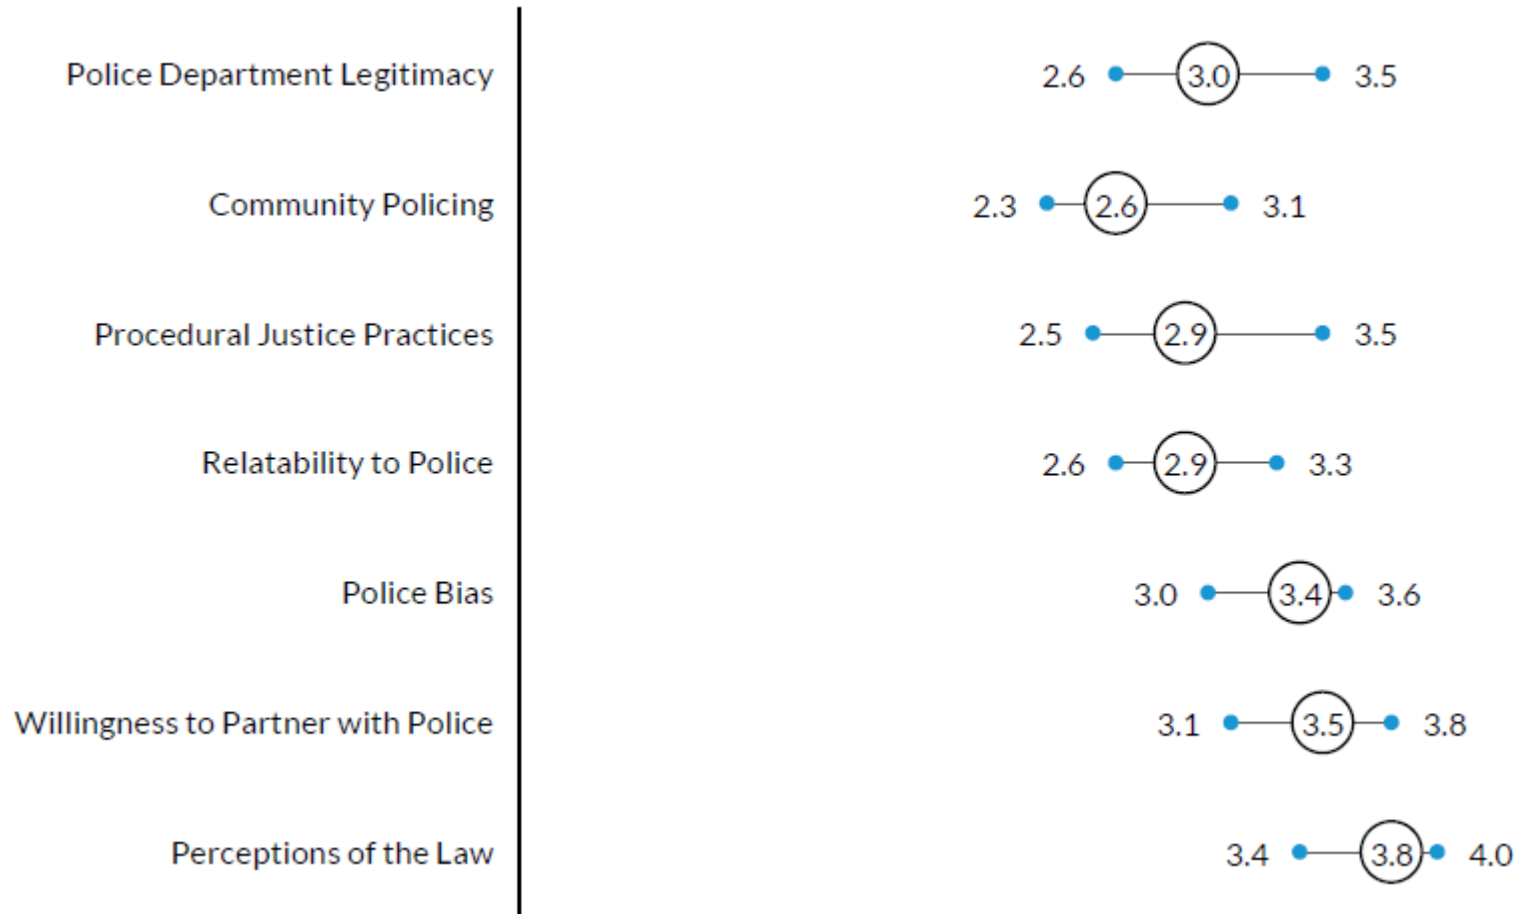 Police Department Legitimacy 2.6 3.0 3.5
Community Policing 2.3 2.6 3.1
Procedural Justice Practices 2.5 2.9 3.5
Relatability to Police 2.6 2.9 3.3
Police Bias 3.0 3.4 3.6
Willingness to Partner with Police 3.1 3.5 3.8
Perceptions of the Law 3.4 3.8 4.0